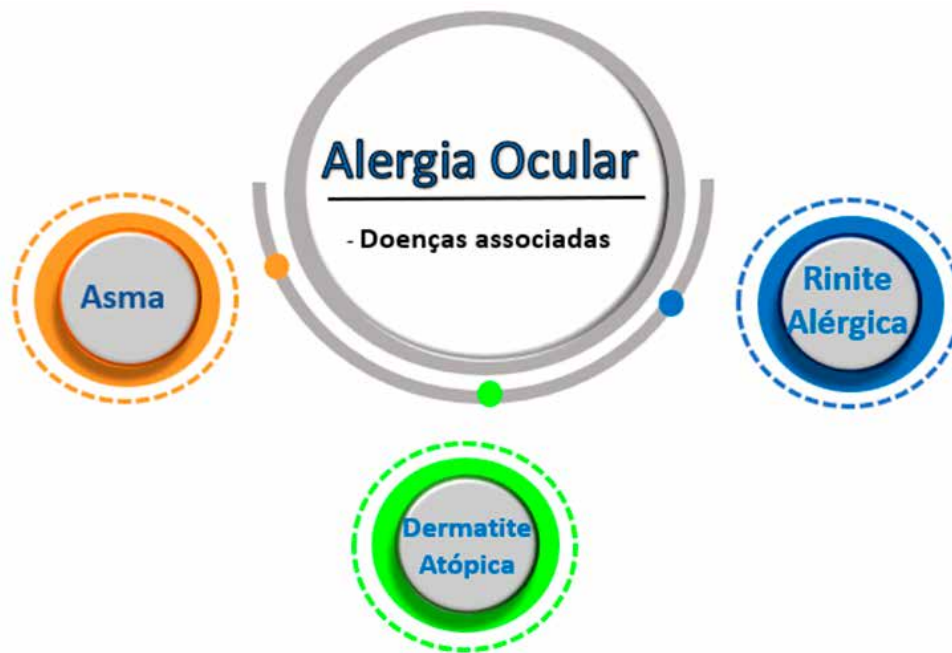 Alergia Ocular
- Doenças associadas
Asma
Rinite
Alérgica
Dermatite
Atópica